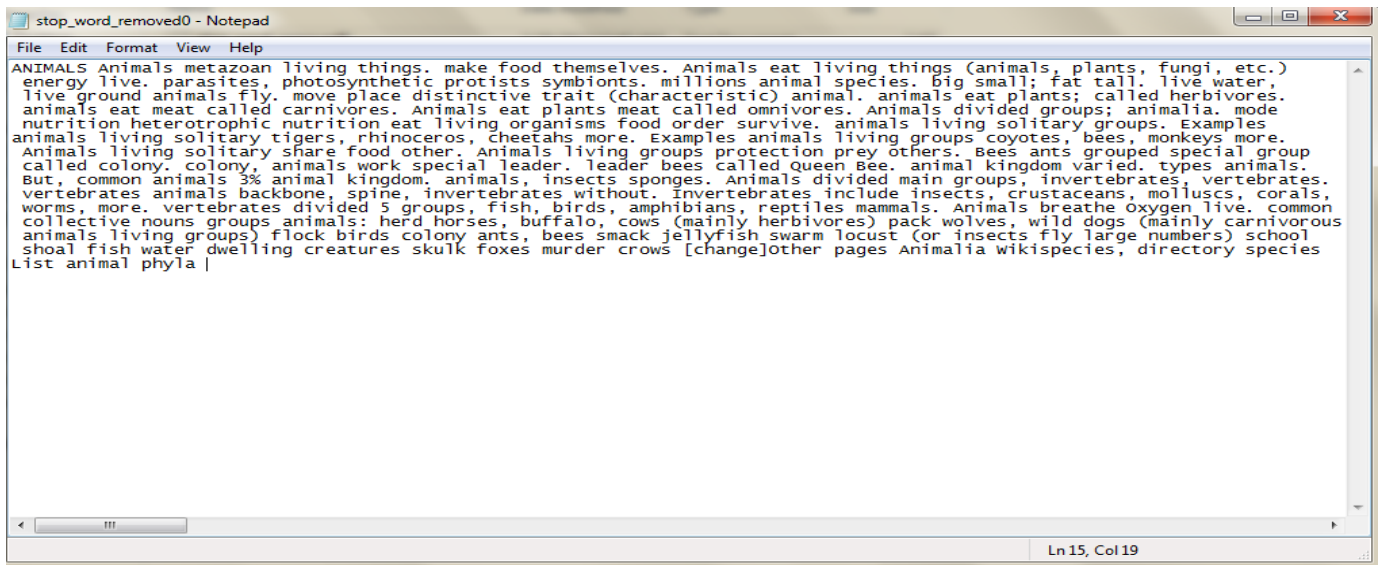 stop_word_removed0 - Notepad
File Edit Format View Help
ANIMALS Animals metazoan living things. make food themselves. Animals eat living things (animals, plants, fungi, etc.)
energy live. parasites, photosynthetic protists symbionts. millions animal species. big small; fat tall. live water,
live ground animals fly. move place distinctive trait (characteristic) animal. animals eat plants; called herbivores.
animals eat meat called carnivores. Animals eat plants meat called omnivores. Animals divided groups; animalia. mode
nutrition heterotrophic nutrition eat living organisms food order survive. animals living solitary groups. Examples
animals living solitary tigers, rhinoceros, cheetahs more. Examples animals living groups coyotes, bees, monkeys more.
Animals living solitary share food other. Animals living groups protection prey others. Bees ants grouped special group
called colony. colony, animals work special leader. leader bees called Queen Bee. animal kingdom varied. types animals.
But, common animals 3% animal kingdom. animals, insects sponges. Animals divided main groups, invertebrates, vertebrates.
vertebrates animals backbone, spine, invertebrates without. Invertebrates include insects, crustaceans, molluscs, corals,
worms, more. vertebrates divided 5 groups, fish, birds, amphibians, reptiles mammals. Animals breathe Oxygen live. common
collective nouns groups animals: herd horses, buffalo, cows (mainly herbivores) pack wolves, wild dogs (mainly carnivorous
animals living groups) flock birds colony ants, bees smack jellyfish swarm locust (or insects fly large numbers) school
shoal fish water dwelling creatures skulk foxes murder crows [change]Other pages Animalia Wikispecies, directory species
List animal phyla
Ln 15, Col 19